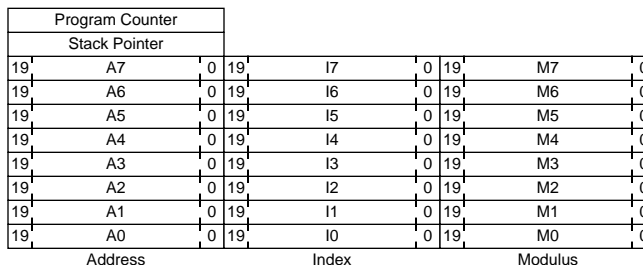 Program Counter
Stack Pointer
19 A7 0 19 I7 0 19 M7 0
19 A6 0 19 I6 0 19 M6 0
19 A5 0 19 I5 0 19 M5 0
19 A4 0 19 I4 0 19 M4 0
19 A3 0 19 I3 0 19 M3 0
19 A2 0 19 I2 0 19 M2 0
19 A1 0 19 I1 0 19 M1 0
19 A0 0 19 I0 0 19 M0 0
Address Index Modulus